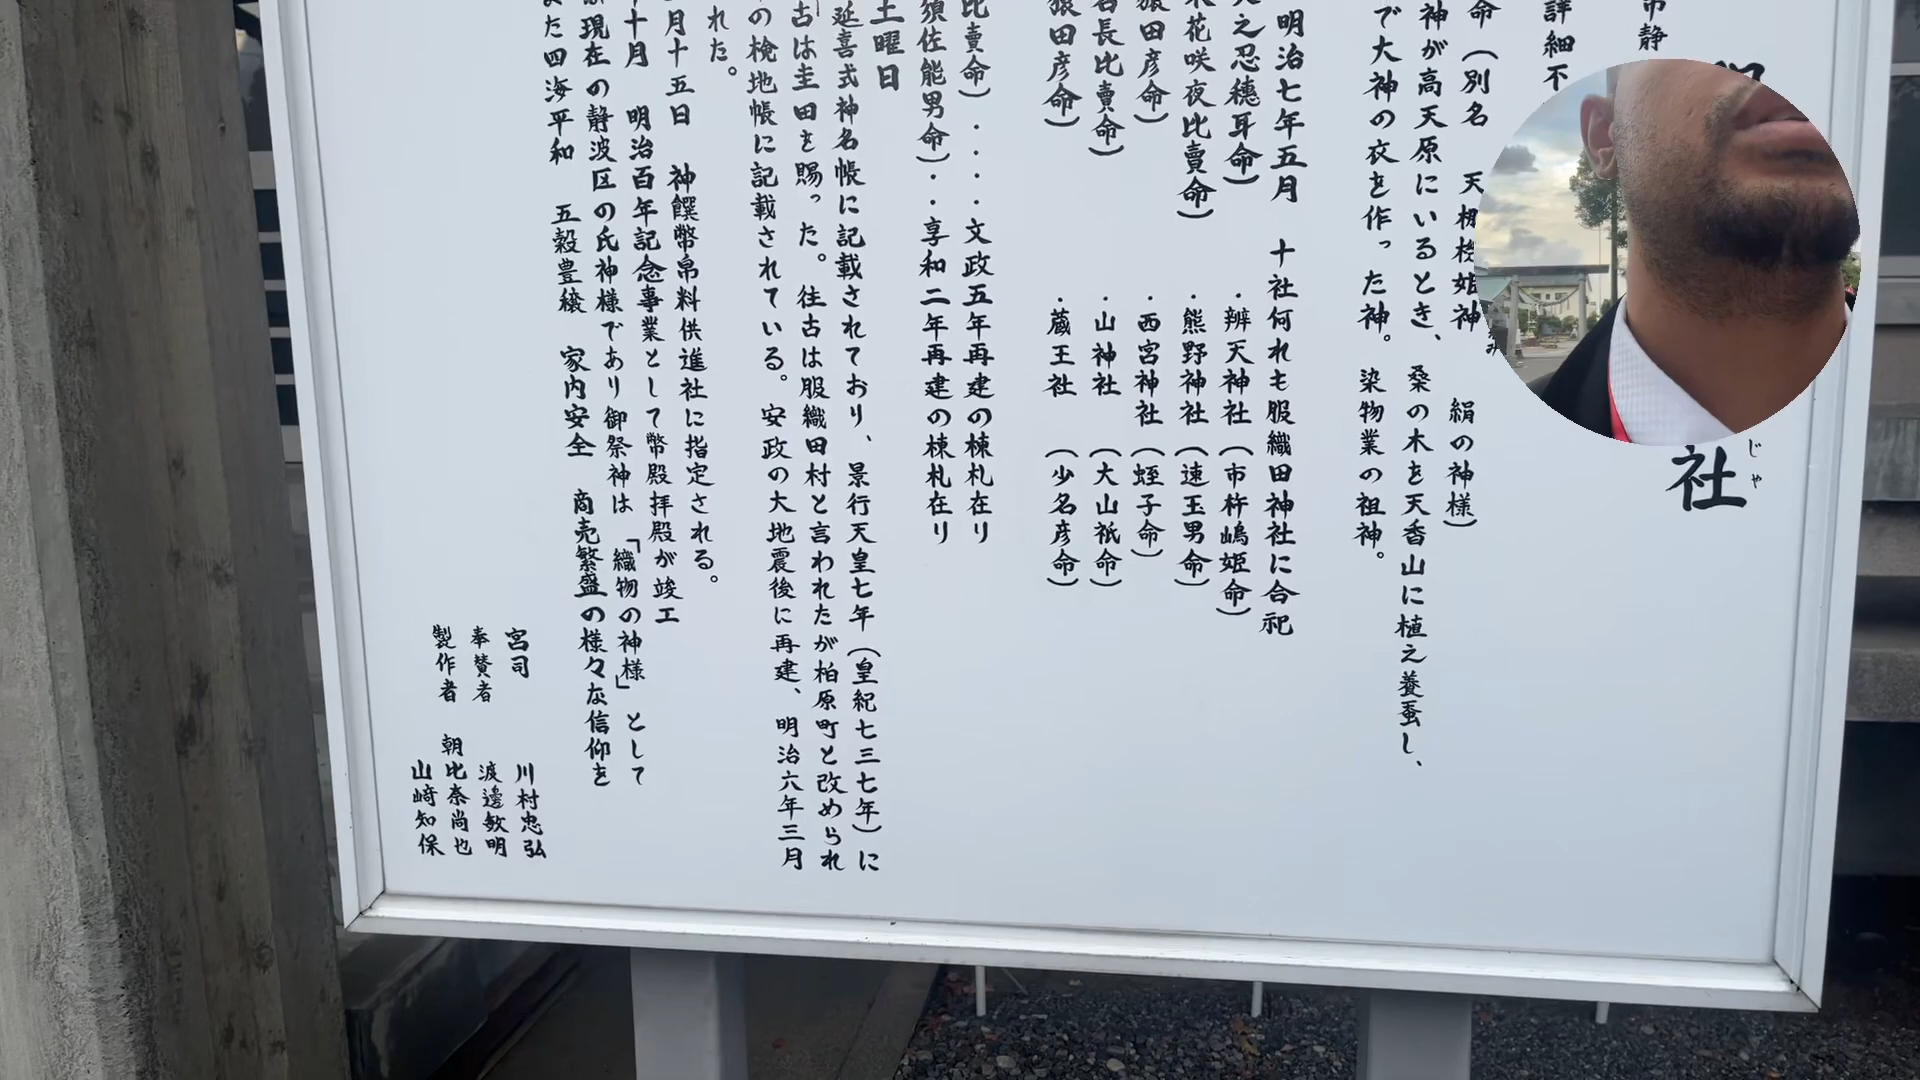 社
じゃ
市静
詳細不
命（別名　天棚機姫神　絹の神様）
神が高天原にいるとき、桑の木を天香山に植え養蚕し、
で大神の衣を作った神。染物業の祖神。
明治七年五月　十社何れも服織田神社に合祀
之忍穂耳命）
・辨天神社（市杵嶋姫命）
木花咲夜比賣命）
・熊野神社（速玉男命）
猿田彦命）
・西宮神社（蛭子命）
名長比賣命）
・山神社（大山祇命）
猿田彦命）
・蔵王社（少名彦命）
比賣命）・・・・文政五年再建の棟札在り
須佐能男命）・・享和二年再建の棟札在り
土曜日
延喜式神名帳に記載されており、景行天皇七年（皇紀七三七年）に
古は圭田を賜った。往古は服織田村と言われたが柏原町と改められ
の検地帳に記載されている。安政の大地震後に再建、明治六年三月
れた。
月十五日　神饌幣帛料供進社に指定される。
十月　明治百年記念事業として幣殿拝殿が竣工
現在の静波区の氏神様であり御祭神は「織物の神様」として
た四海平和　五穀豊穣　家内安全　商売繁盛の様々な信仰を
宮司　川村忠弘
奉賛者　渡邊敏明
朝比奈尚也
製作者　山﨑知保